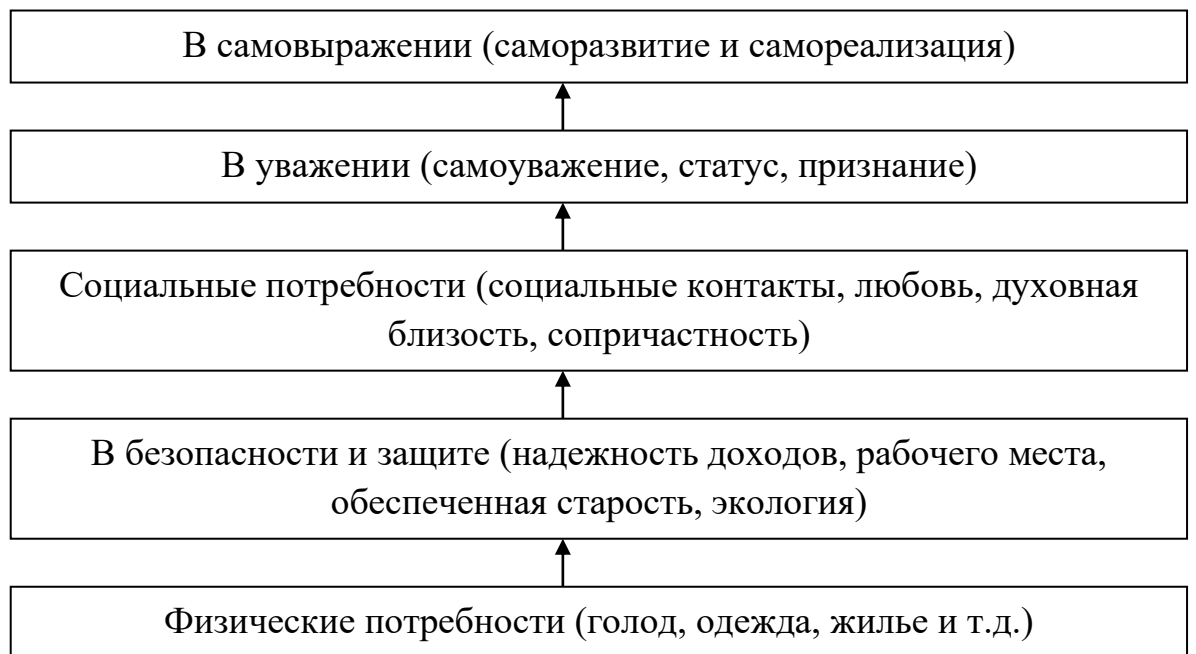 В самовыражении (саморазвитие и самореализация)
В уважении (самоуважение, статус, признание)
Социальные потребности (социальные контакты, любовь, духовная
близость, сопричастность)
В безопасности и защите (надежность доходов, рабочего места,
обеспеченная старость, экология)
Физические потребности (голод, одежда, жилье и т.д.)